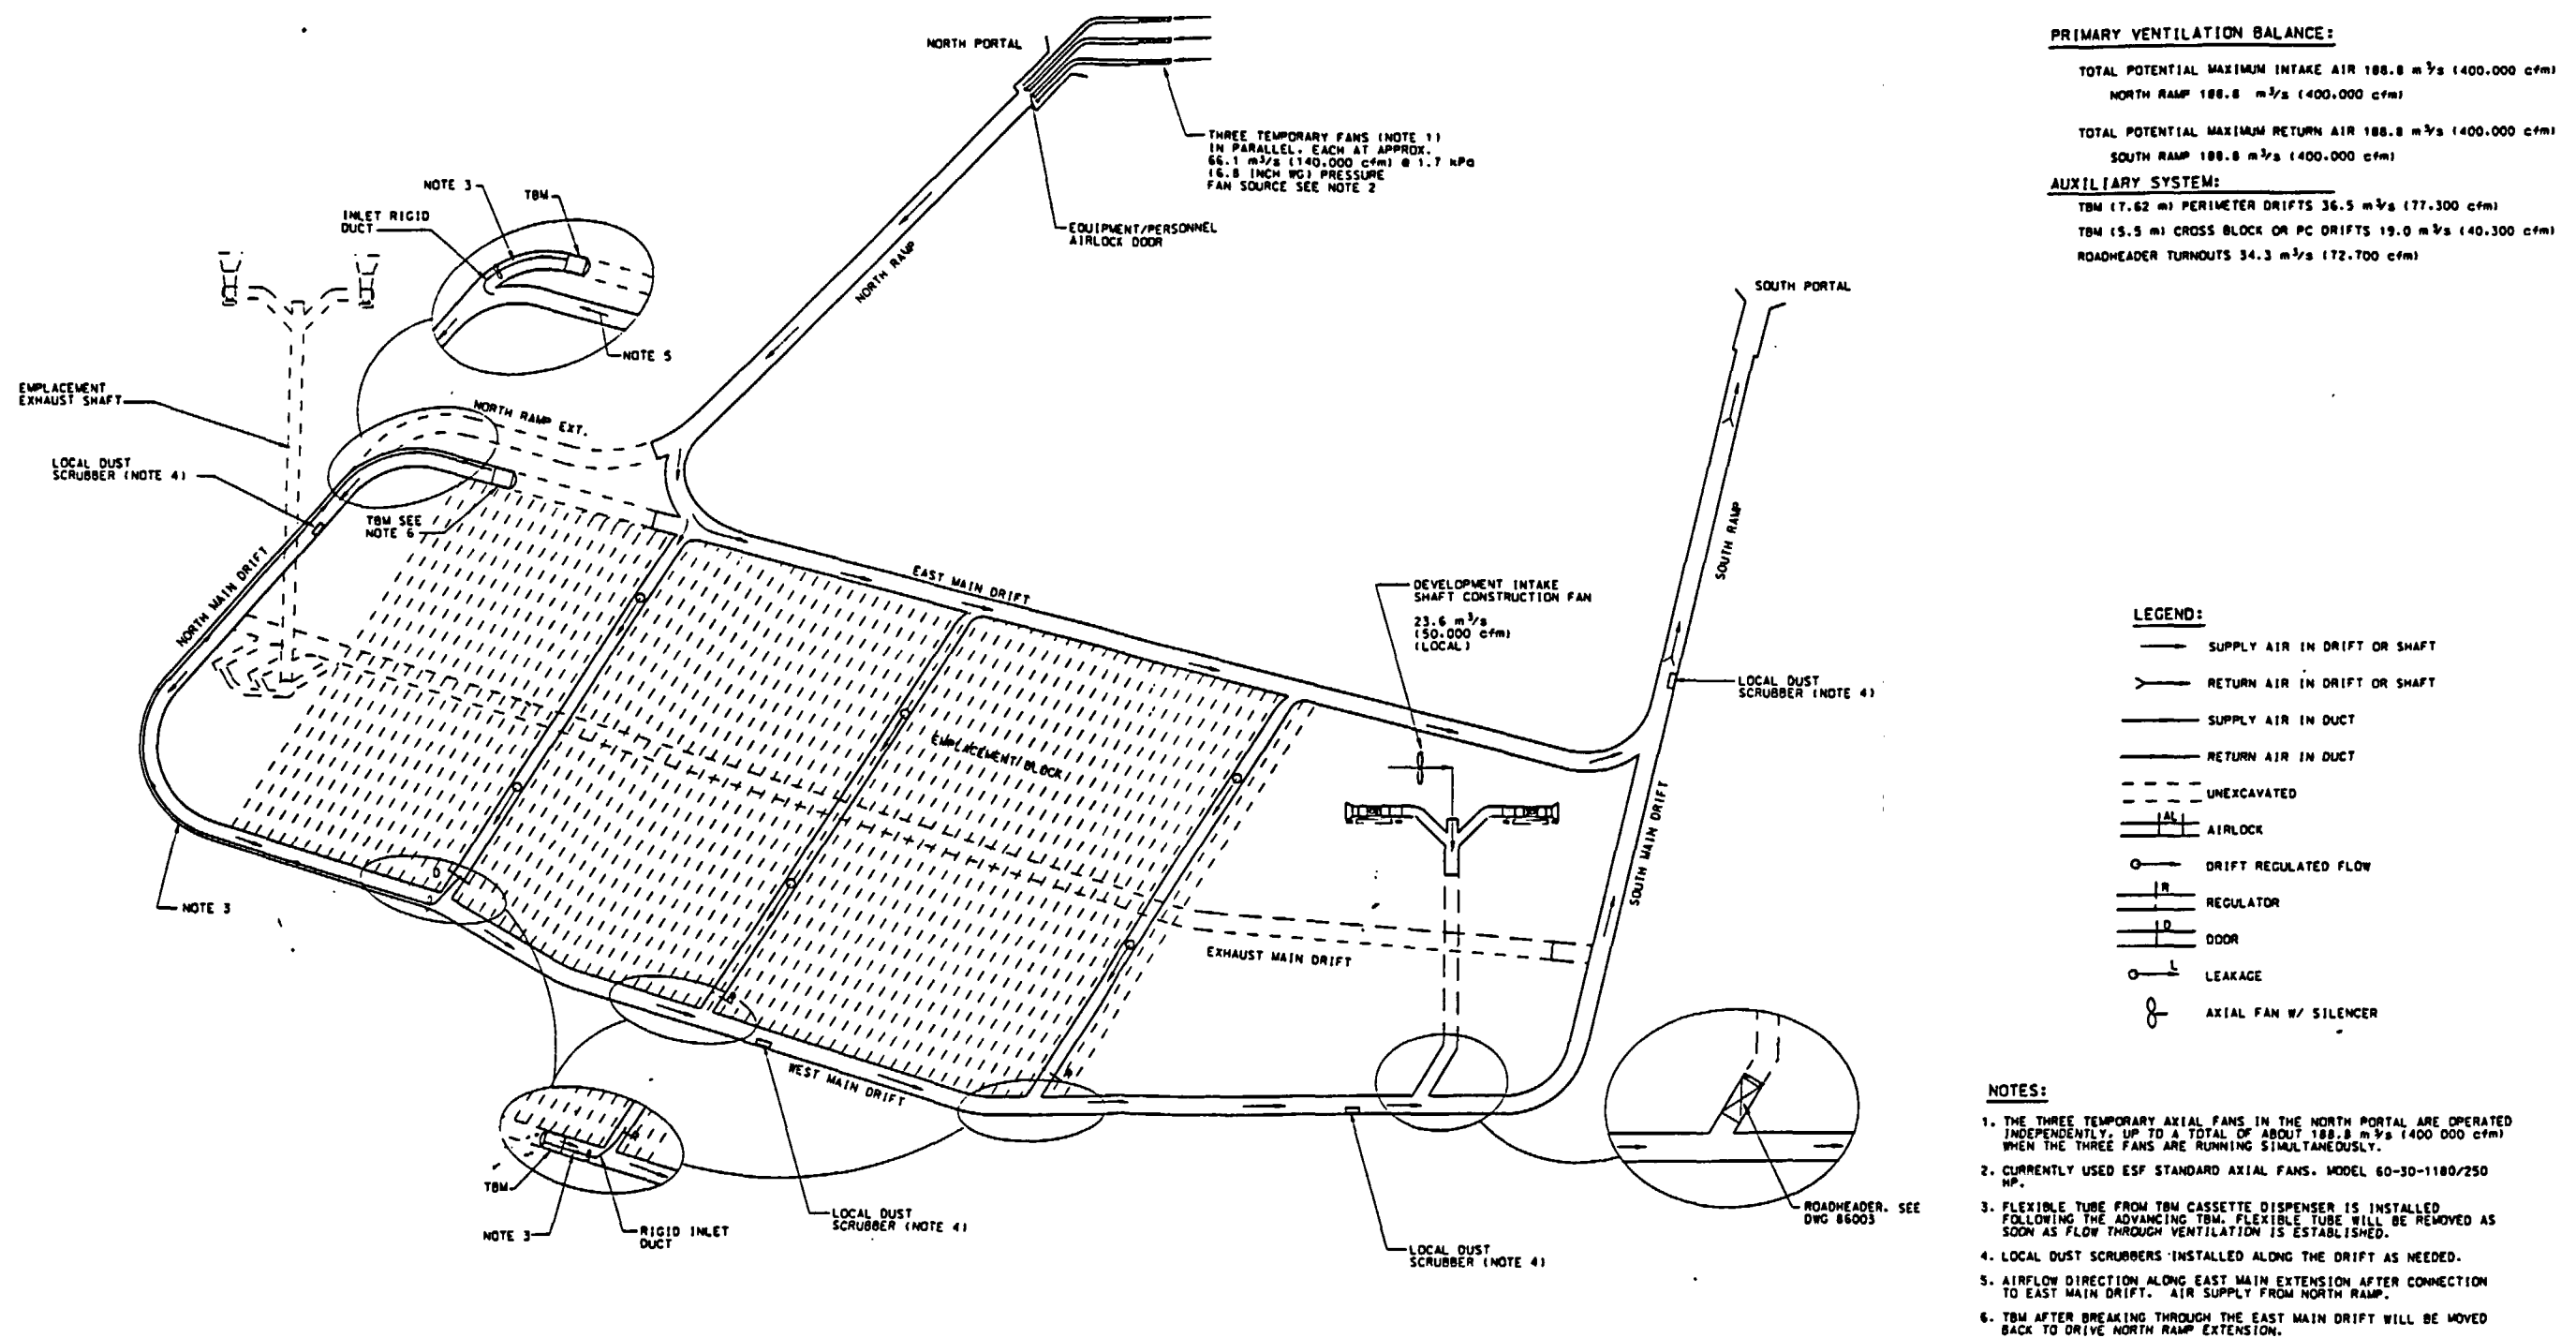 NORTH PORTAL
THREE TEMPORARY FANS (NOTE 1)
IN PARALLEL. EACH AT APPROX.
66.1 m³/s (140.000 cfm) @ 1.7 kPa
(6.8 INCH WG) PRESSURE
FAN SOURCE SEE NOTE 2
EQUIPMENT/PERSONNEL
AIRLOCK DOOR
NORTH RAMP
NOTE 3
TBM
INLET RIGID
DUCT
NOTE 5
EMPLACEMENT
EXHAUST SHAFT
NORTH RAMP EXT.
LOCAL DUST
SCRUBBER (NOTE 4)
TBM SEE
NOTE 6
NORTH MAIN DRIFT
NOTE 3
EAST MAIN DRIFT
EMPLACEMENT/BLOCK
SOUTH PORTAL
SOUTH RAMP
DEVELOPMENT INTAKE
SHAFT CONSTRUCTION FAN
23.6 m³/s
(50.000 cfm)
(LOCAL)
LOCAL DUST
SCRUBBER (NOTE 4)
SOUTH MAIN DRIFT
EXHAUST MAIN DRIFT
WEST MAIN DRIFT
TBM
NOTE 3
RIGID INLET
DUCT
LOCAL DUST
SCRUBBER (NOTE 4)
LOCAL DUST
SCRUBBER (NOTE 4)
ROADHEADER. SEE
DWG 86003
PRIMARY VENTILATION BALANCE:
TOTAL POTENTIAL MAXIMUM INTAKE AIR 188.8 m³/s (400.000 cfm)
NORTH RAMP 188.8 m³/s (400.000 cfm)
TOTAL POTENTIAL MAXIMUM RETURN AIR 188.8 m³/s (400.000 cfm)
SOUTH RAMP 188.8 m³/s (400.000 cfm)
AUXILIARY SYSTEM:
TBM (7.62 m) PERIMETER DRIFTS 36.5 m³/s (77.300 cfm)
TBM (5.5 m) CROSS BLOCK OR PC DRIFTS 19.0 m³/s (40.300 cfm)
ROADHEADER TURNOUTS 34.3 m³/s (72.700 cfm)
LEGEND:
SUPPLY AIR IN DRIFT OR SHAFT
RETURN AIR IN DRIFT OR SHAFT
SUPPLY AIR IN DUCT
RETURN AIR IN DUCT
UNEXCAVATED
AL AIRLOCK
DRIFT REGULATED FLOW
R REGULATOR
D DOOR
L LEAKAGE
AXIAL FAN W/ SILENCER
NOTES:
1. THE THREE TEMPORARY AXIAL FANS IN THE NORTH PORTAL ARE OPERATED
INDEPENDENTLY. UP TO A TOTAL OF ABOUT 188.8 m³/s (400 000 cfm)
WHEN THE THREE FANS ARE RUNNING SIMULTANEOUSLY.
2. CURRENTLY USED ESF STANDARD AXIAL FANS. MODEL 60-30-1180/250
HP.
3. FLEXIBLE TUBE FROM TBM CASSETTE DISPENSER IS INSTALLED
FOLLOWING THE ADVANCING TBM. FLEXIBLE TUBE WILL BE REMOVED AS
SOON AS FLOW THROUGH VENTILATION IS ESTABLISHED.
4. LOCAL DUST SCRUBBERS INSTALLED ALONG THE DRIFT AS NEEDED.
5. AIRFLOW DIRECTION ALONG EAST MAIN EXTENSION AFTER CONNECTION
TO EAST MAIN DRIFT. AIR SUPPLY FROM NORTH RAMP.
6. TBM AFTER BREAKING THROUGH THE EAST MAIN DRIFT WILL BE MOVED
BACK TO DRIVE NORTH RAMP EXTENSION.